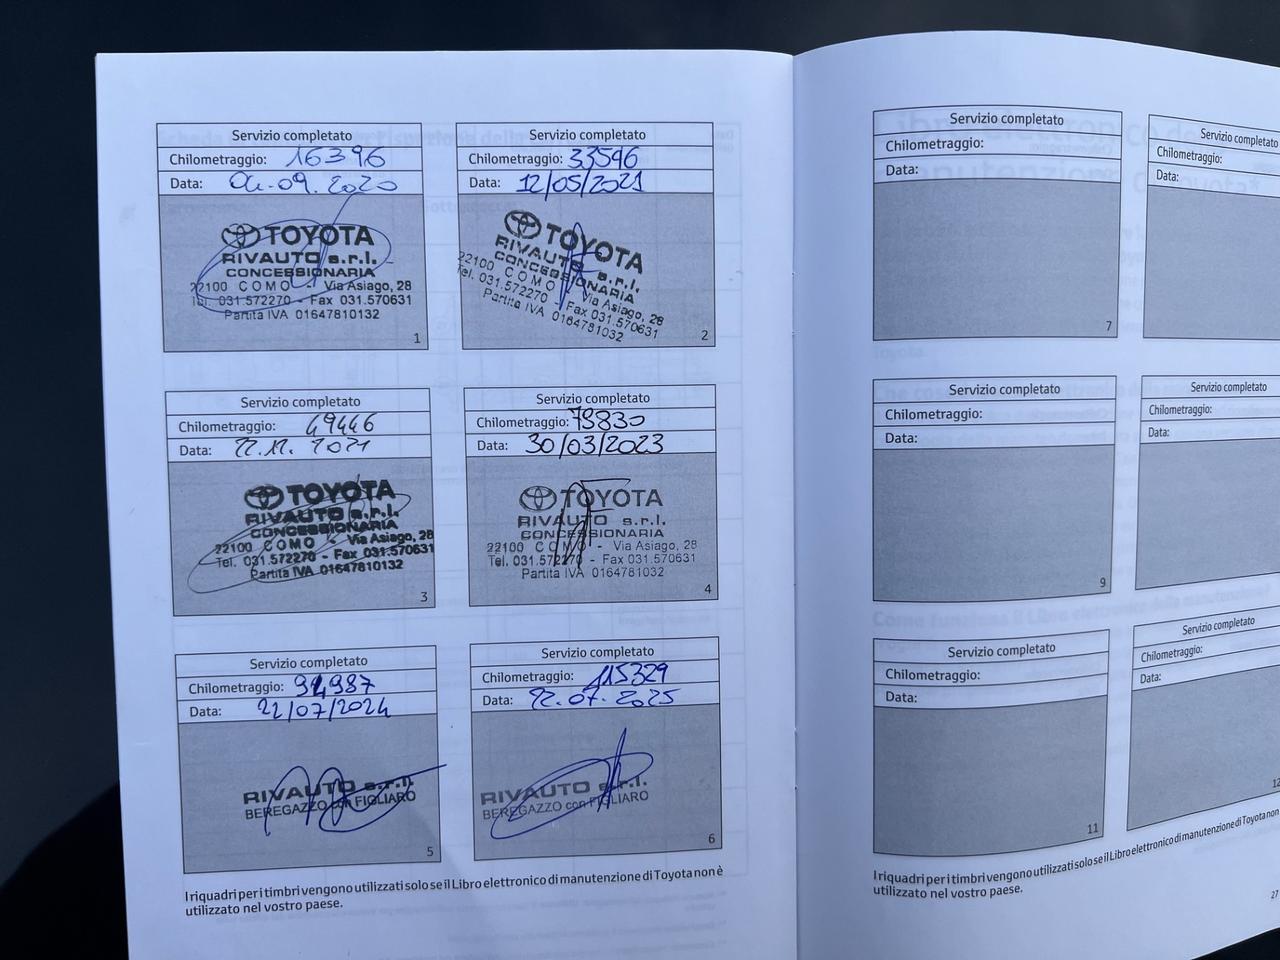 Servizio completato
Chilometraggio: 16396
Data: 04.09.2020
TOYOTA
RIVAUTO s.r.l.
CONCESSIONARIA
22100 COMO - Via Asiago, 28
Tel. 031.572270 - Fax 031.570631
Partita IVA 01647810132
1
Servizio completato
Chilometraggio: 33596
Data: 12/05/2021
TOYOTA
RIVAUTO s.r.l.
CONCESSIONARIA
22100 COMO - Via Asiago, 28
Tel. 031.572270 - Fax 031.570631
Partita IVA 01647810132
2
Servizio completato
Chilometraggio: 49446
Data: 22.12.2021
TOYOTA
RIVAUTO s.r.l.
CONCESSIONARIA
22100 COMO - Via Asiago, 28
Tel. 031.572270 - Fax 031.570631
Partita IVA 01647810132
3
Servizio completato
Chilometraggio: 79830
Data: 30/03/2023
TOYOTA
RIVAUTO s.r.l.
CONCESSIONARIA
22100 COMO - Via Asiago, 28
Tel. 031.572270 - Fax 031.570631
Partita IVA 01647810132
4
Servizio completato
Chilometraggio: 94987
Data: 22/07/2024
RIVAUTO s.r.l.
BEREGAZZO con FIGLIARO
5
Servizio completato
Chilometraggio: 115329
Data: 22.07.2025
RIVAUTO s.r.l.
BEREGAZZO con FIGLIARO
6
I riquadri per i timbri vengono utilizzati solo se il Libro elettronico di manutenzione di Toyota non è
utilizzato nel vostro paese.
Servizio completato
Chilometraggio:
Data:
7
Servizio completato
Chilometraggio:
Data:
Servizio completato
Chilometraggio:
Data:
9
Servizio completato
Chilometraggio:
Data:
Servizio completato
Chilometraggio:
Data:
11
Servizio completato
Chilometraggio:
Data:
12
I riquadri per i timbri vengono utilizzati solo se il Libro elettronico di manutenzione di Toyota non
utilizzato nel vostro paese.
27